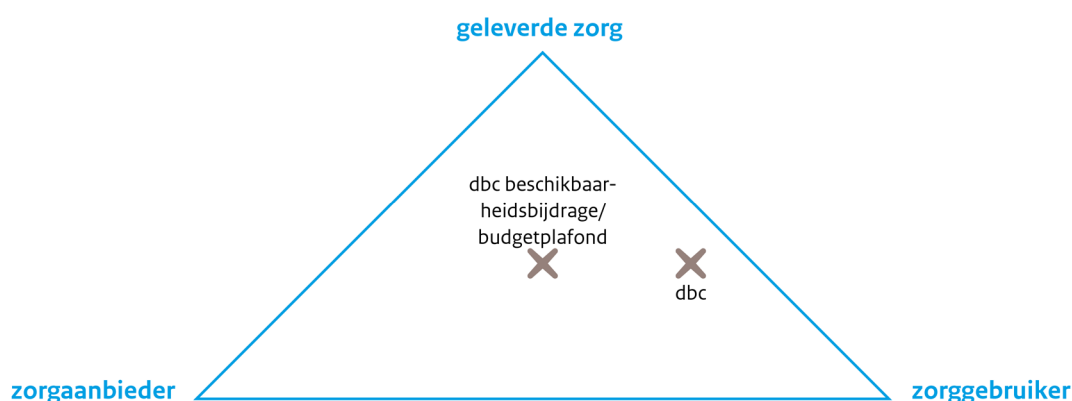 geleverde zorg
dbc beschikbaar-
heidsbijdrage/
budgetplafond
dbc
zorgaanbieder
zorggebruiker